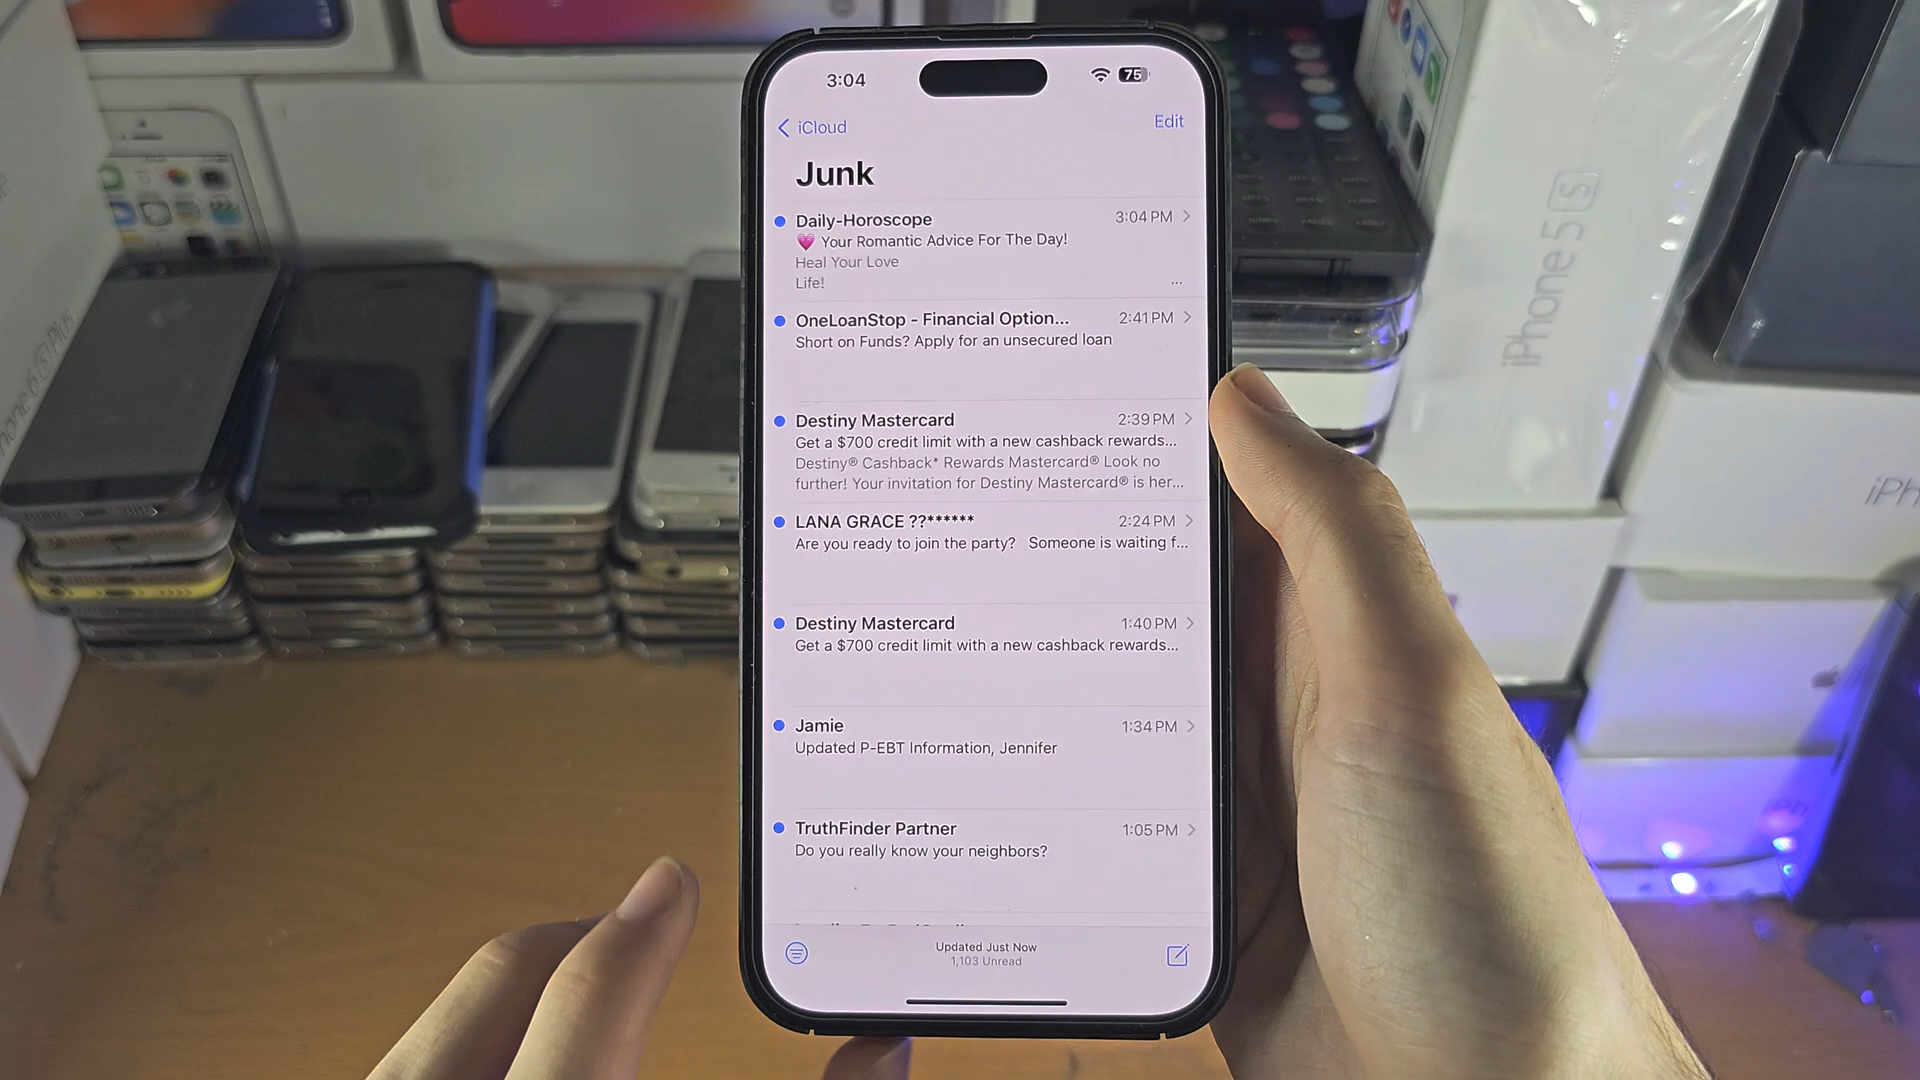 3:04
75
iCloud
Edit
Junk
Daily-Horoscope 3:04 PM
💗 Your Romantic Advice For The Day!
Heal Your Love
Life! ...
OneLoanStop - Financial Option... 2:41 PM
Short on Funds? Apply for an unsecured loan
Destiny Mastercard 2:39 PM
Get a $700 credit limit with a new cashback rewards...
Destiny® Cashback* Rewards Mastercard® Look no
further! Your invitation for Destiny Mastercard® is her...
LANA GRACE ??****** 2:24 PM
Are you ready to join the party? Someone is waiting f...
Destiny Mastercard 1:40 PM
Get a $700 credit limit with a new cashback rewards...
Jamie 1:34 PM
Updated P-EBT Information, Jennifer
TruthFinder Partner 1:05 PM
Do you really know your neighbors?
Updated Just Now
1,103 Unread
iPhone 5 S
iPh
hone 6 S Plus